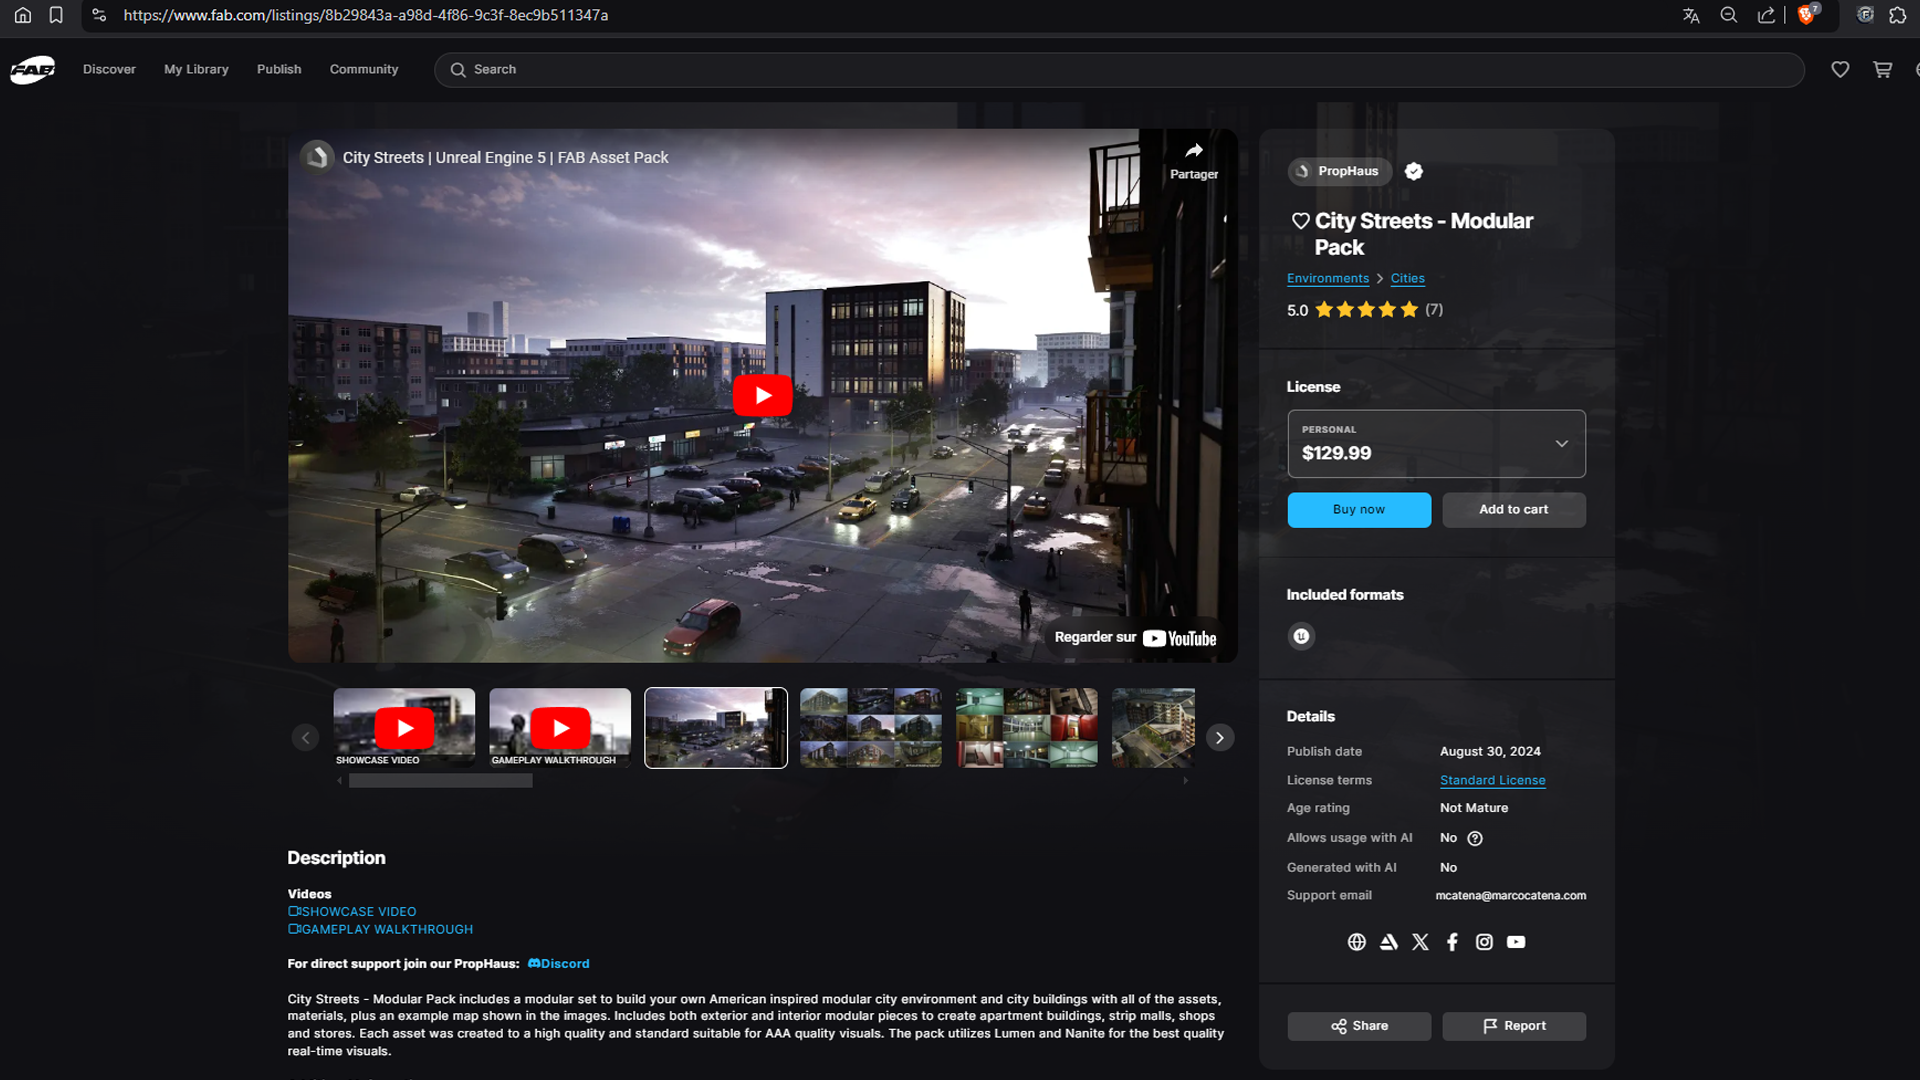 https://www.fab.com/listings/8b29843a-a98d-4f86-9c3f-8ec9b511347a
7
FAB
Discover
My Library
Publish
Community
Search
City Streets | Unreal Engine 5 | FAB Asset Pack
Partager
Regarder sur YouTube
SHOWCASE VIDEO
GAMEPLAY WALKTHROUGH
PropHaus
City Streets - Modular
Pack
Environments > Cities
5.0 (7)
License
PERSONAL
$129.99
Buy now
Add to cart
Included formats
Details
Publish date August 30, 2024
License terms Standard License
Age rating Not Mature
Allows usage with AI No
Generated with AI No
Support email mcatena@marcocatena.com
Share
Report
Description
Videos
SHOWCASE VIDEO
GAMEPLAY WALKTHROUGH
For direct support join our PropHaus: Discord
City Streets - Modular Pack includes a modular set to build your own American inspired modular city environment and city buildings with all of the assets,
materials, plus an example map shown in the images. Includes both exterior and interior modular pieces to create apartment buildings, strip malls, shops
and stores. Each asset was created to a high quality and standard suitable for AAA quality visuals. The pack utilizes Lumen and Nanite for the best quality
real-time visuals.